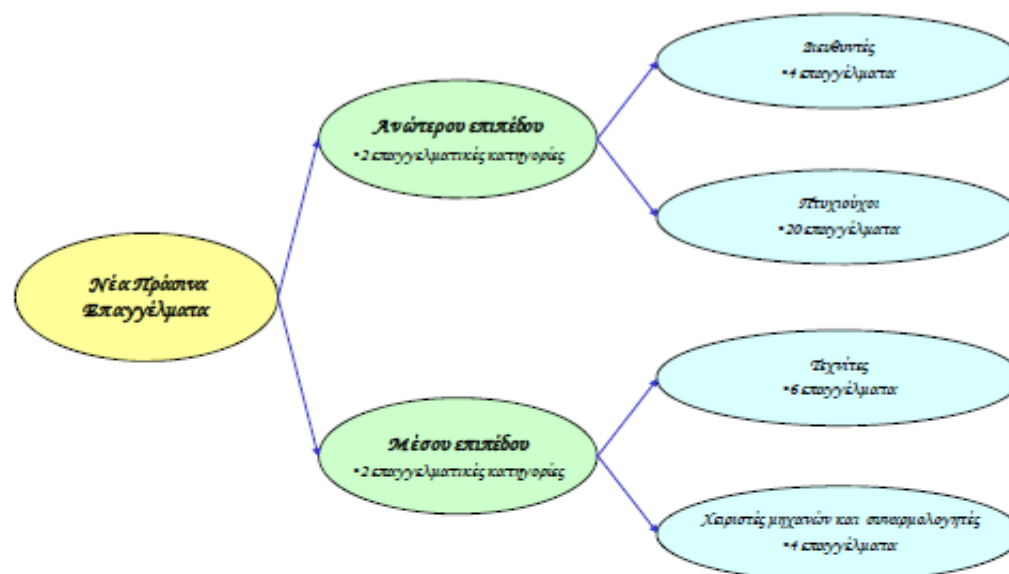 Διευθυντές
•4 επαγγέλματα
Ανώτερου επιπέδου
•2 επαγγελματικές κατηγορίες
Πτυχιούχοι
•20 επαγγέλματα
Νέα Πράσινα
Επαγγέλματα
Τεχνίτες
•6 επαγγέλματα
Μέσου επιπέδου
•2 επαγγελματικές κατηγορίες
Χειριστές μηχανών και συναρμολογητές
•4 επαγγέλματα